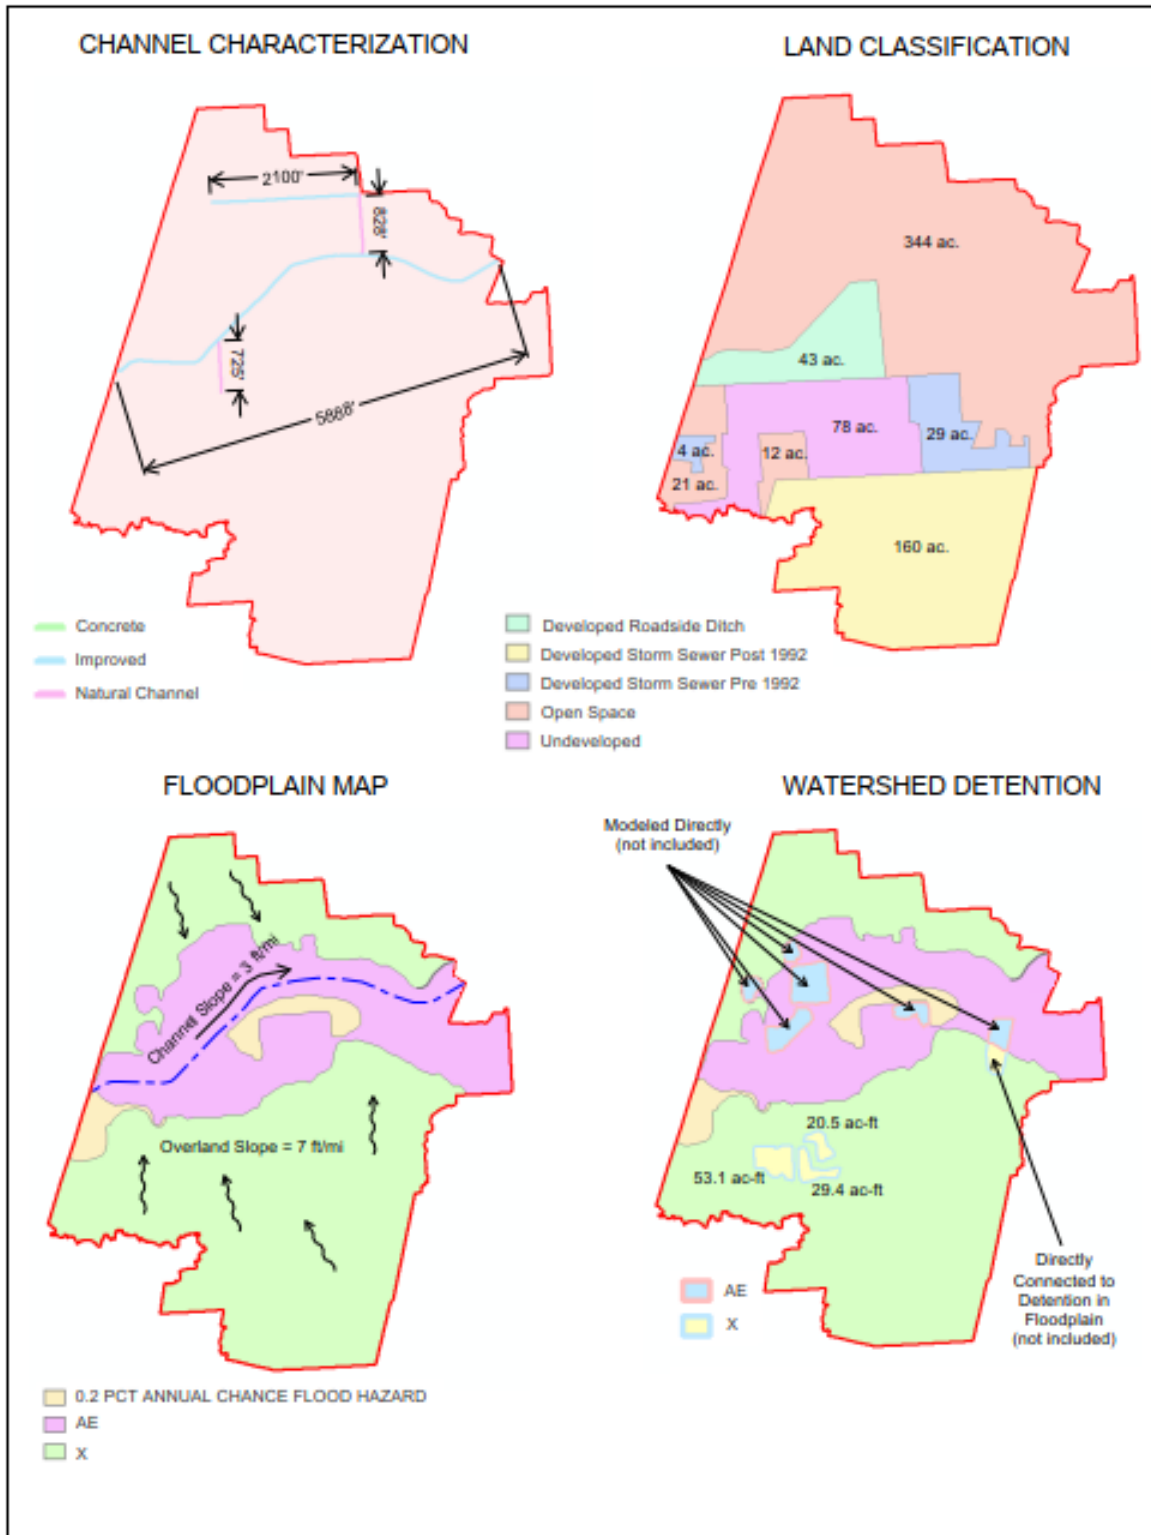 CHANNEL CHARACTERIZATION
2100'
828'
725'
5888'
Concrete
Improved
Natural Channel
LAND CLASSIFICATION
344 ac.
43 ac.
78 ac.
29 ac.
4 ac.
12 ac.
21 ac.
160 ac.
Developed Roadside Ditch
Developed Storm Sewer Post 1992
Developed Storm Sewer Pre 1992
Open Space
Undeveloped
FLOODPLAIN MAP
Channel Slope = 3 ft/mi
Overland Slope = 7 ft/mi
0.2 PCT ANNUAL CHANCE FLOOD HAZARD
AE
X
WATERSHED DETENTION
Modeled Directly
(not included)
20.5 ac-ft
53.1 ac-ft
29.4 ac-ft
Directly
Connected to
Detention in
Floodplain
(not included)
AE
X